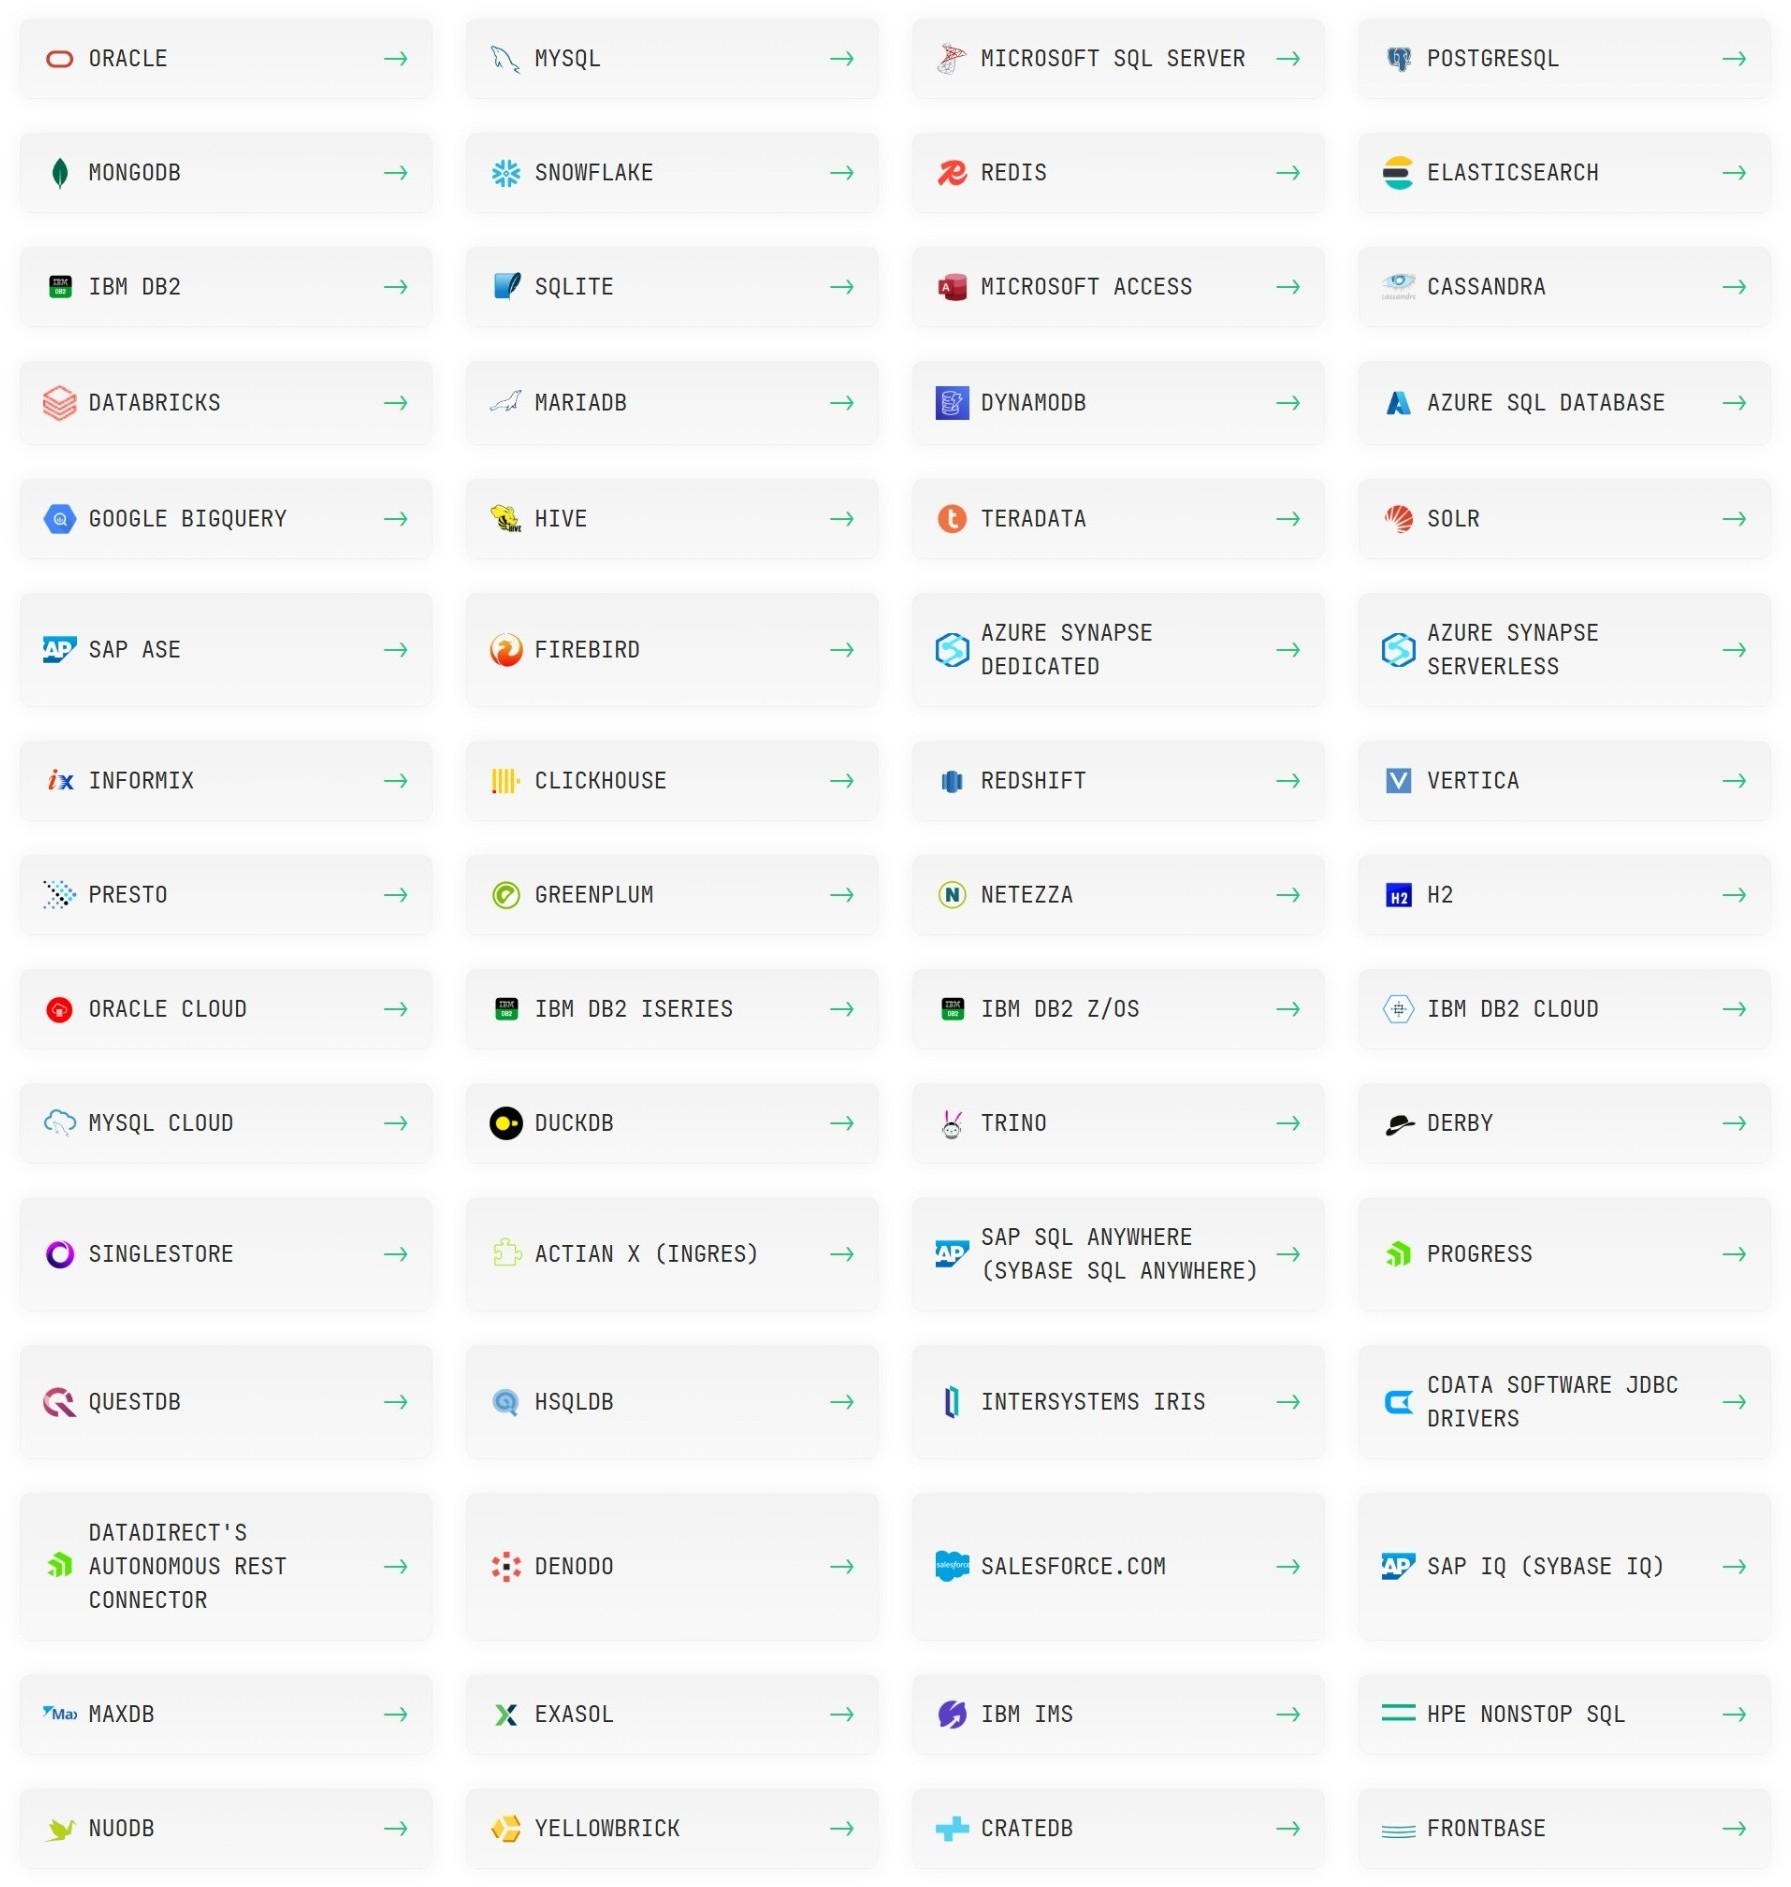 ORACLE
MYSQL
MICROSOFT SQL SERVER
POSTGRESQL
MONGODB
SNOWFLAKE
REDIS
ELASTICSEARCH
IBM DB2
SQLITE
MICROSOFT ACCESS
CASSANDRA
DATABRICKS
MARIADB
DYNAMODB
AZURE SQL DATABASE
GOOGLE BIGQUERY
HIVE
TERADATA
SOLR
SAP ASE
FIREBIRD
AZURE SYNAPSE
DEDICATED
AZURE SYNAPSE
SERVERLESS
INFORMIX
CLICKHOUSE
REDSHIFT
VERTICA
PRESTO
GREENPLUM
NETEZZA
H2
ORACLE CLOUD
IBM DB2 ISERIES
IBM DB2 Z/OS
IBM DB2 CLOUD
MYSQL CLOUD
DUCKDB
TRINO
DERBY
SINGLESTORE
ACTIAN X (INGRES)
SAP SQL ANYWHERE
(SYBASE SQL ANYWHERE)
PROGRESS
QUESTDB
HSQLDB
INTERSYSTEMS IRIS
CDATA SOFTWARE JDBC
DRIVERS
DATADIRECT'S
AUTONOMOUS REST
CONNECTOR
DENODO
SALESFORCE.COM
SAP IQ (SYBASE IQ)
MAXDB
EXASOL
IBM IMS
HPE NONSTOP SQL
NUODB
YELLOWBRICK
CRATEDB
FRONTBASE